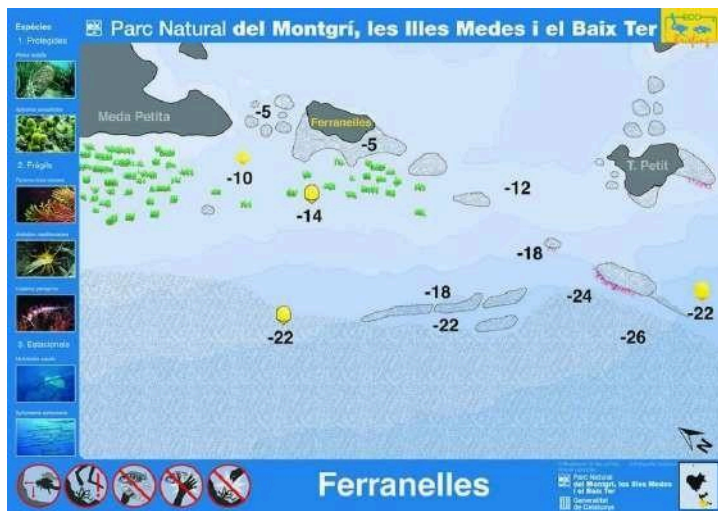 Parc Natural del Montgrí, les Illes Medes i el Baix Ter
ECO
Briefing
Espècies
1. Protegides
2. Fràgils
3. Estacionals
Meda Petita
-5
Ferranelles
-5
T. Petit
-10
-14
-12
-18
-18
-24
-22
-22
-22
-26
N
Ferranelles
Parc Natural
del Montgrí, les Illes Medes
i el Baix Ter
Generalitat
de Catalunya